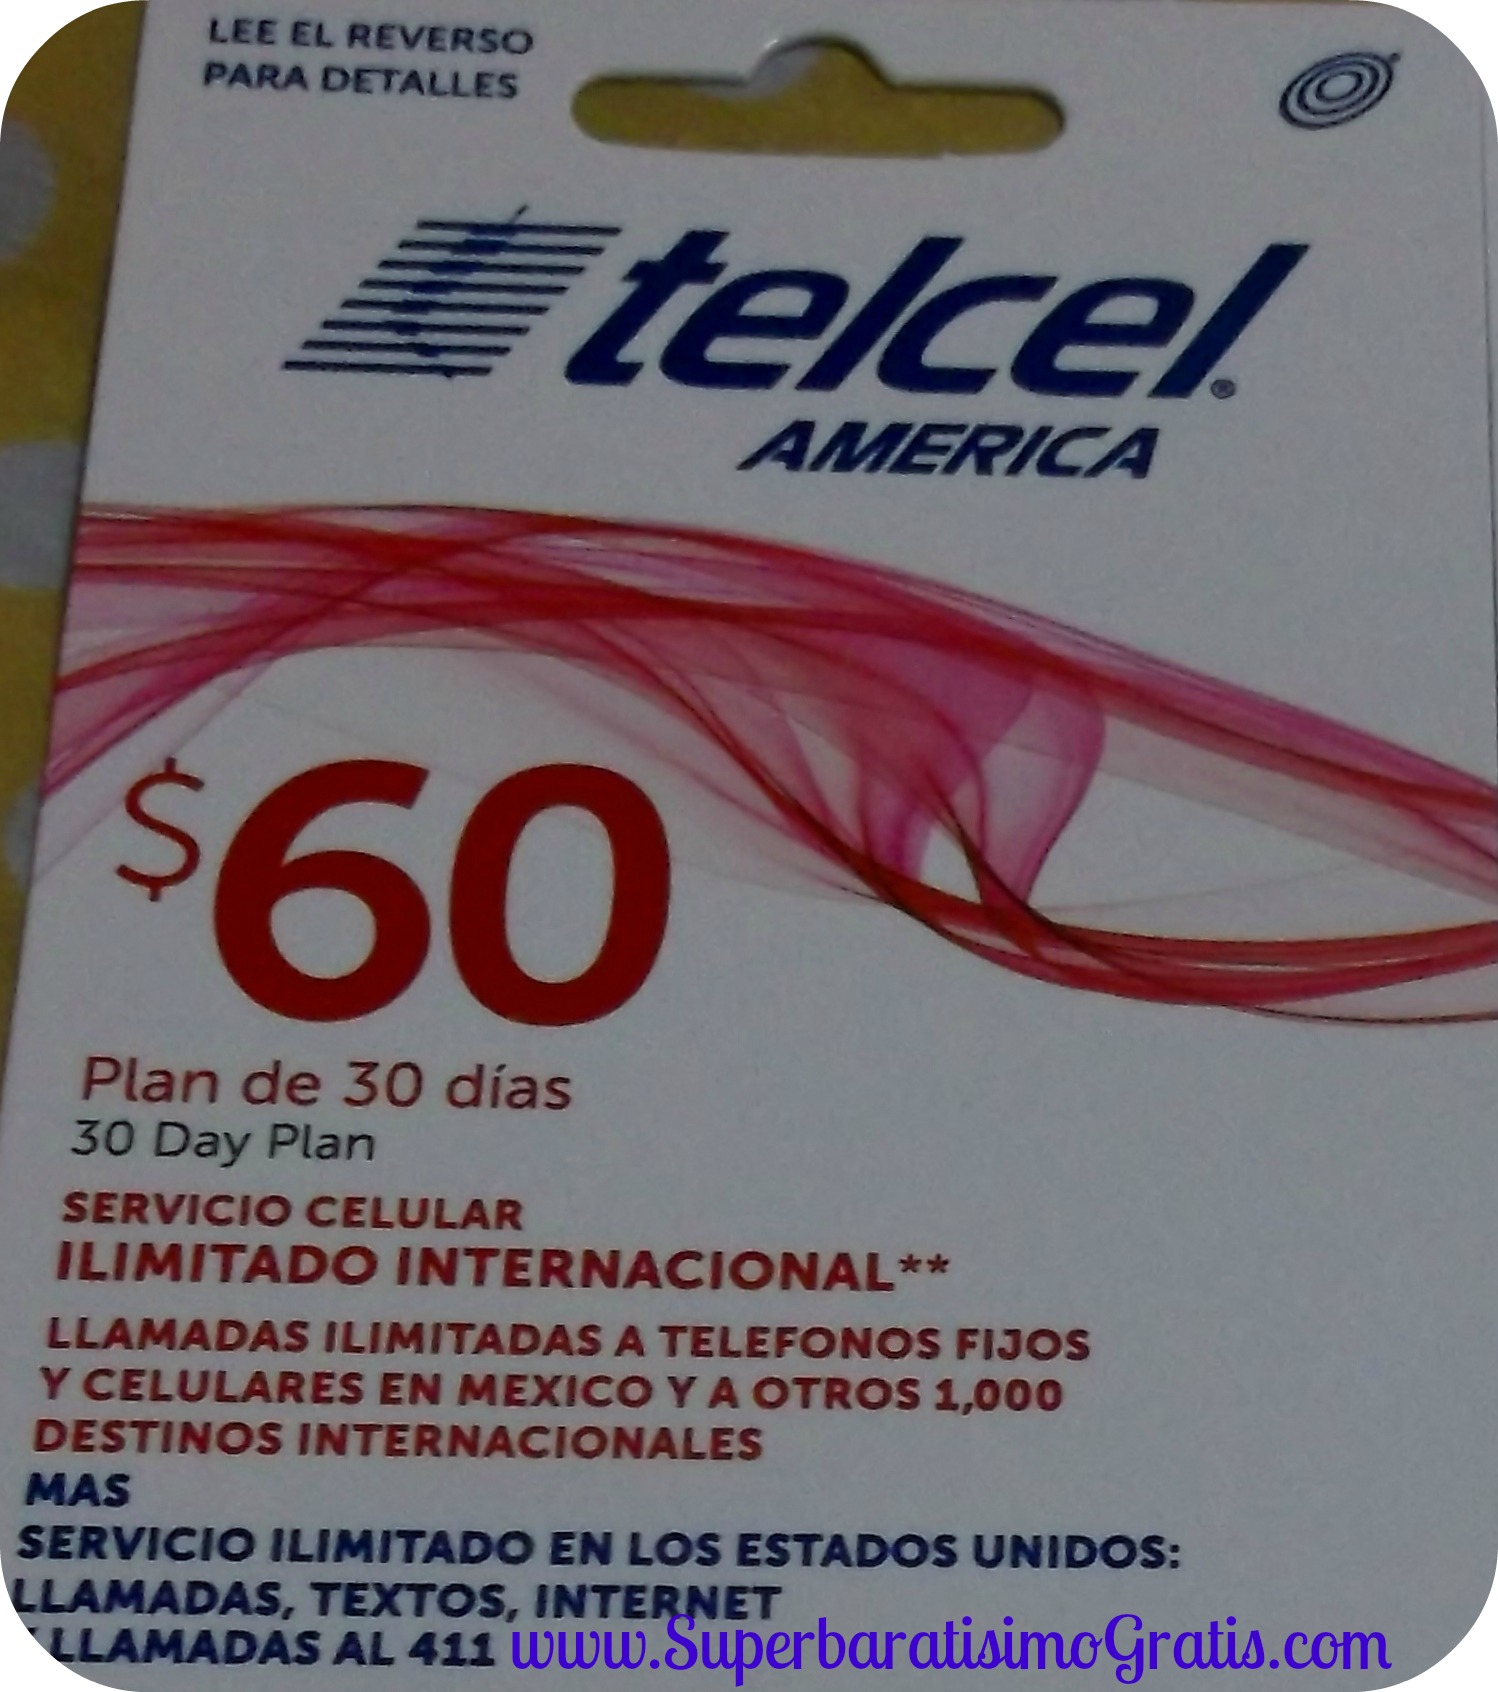 LEE EL REVERSO
PARA DETALLES
telcel®
AMERICA
$60
Plan de 30 días
30 Day Plan
SERVICIO CELULAR
ILIMITADO INTERNACIONAL**
LLAMADAS ILIMITADAS A TELEFONOS FIJOS
Y CELULARES EN MEXICO Y A OTROS 1,000
DESTINOS INTERNACIONALES
MAS
SERVICIO ILIMITADO EN LOS ESTADOS UNIDOS:
LLAMADAS, TEXTOS, INTERNET
LLAMADAS AL 411
www.SuperbaratisimoGratis.com